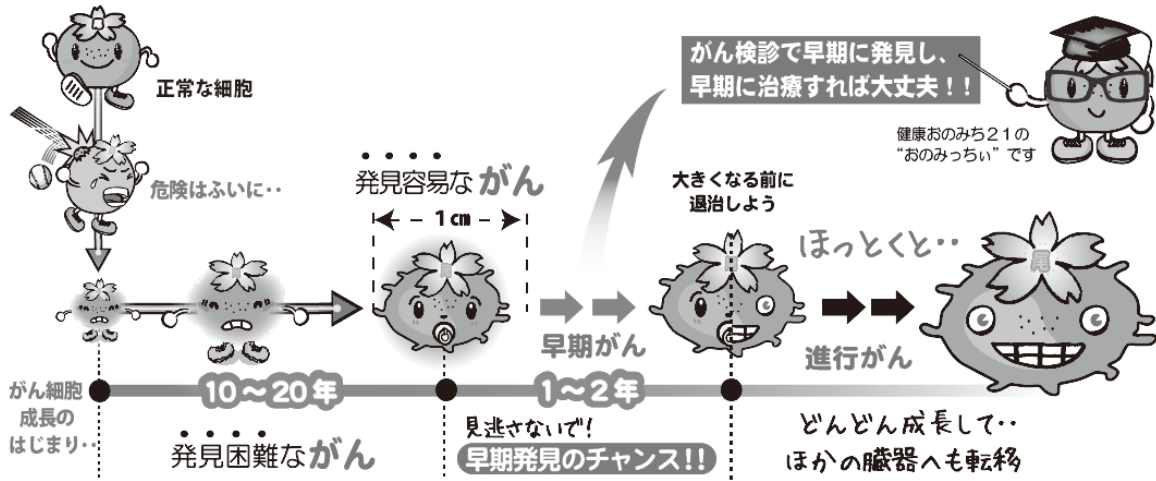 正常な細胞
危険はふいに‥
がん検診で早期に発見し、
早期に治療すれば大丈夫！！
健康おのみち２１の
“おのみっちぃ”です
発見容易ながん
1㎝
大きくなる前に
退治しよう
ほっとくと‥
尾
早期がん
進行がん
がん細胞
成長の
はじまり‥
10～20年
1～2年
発見困難ながん
見逃さないで！
早期発見のチャンス！！
どんどん成長して‥
ほかの臓器へも転移